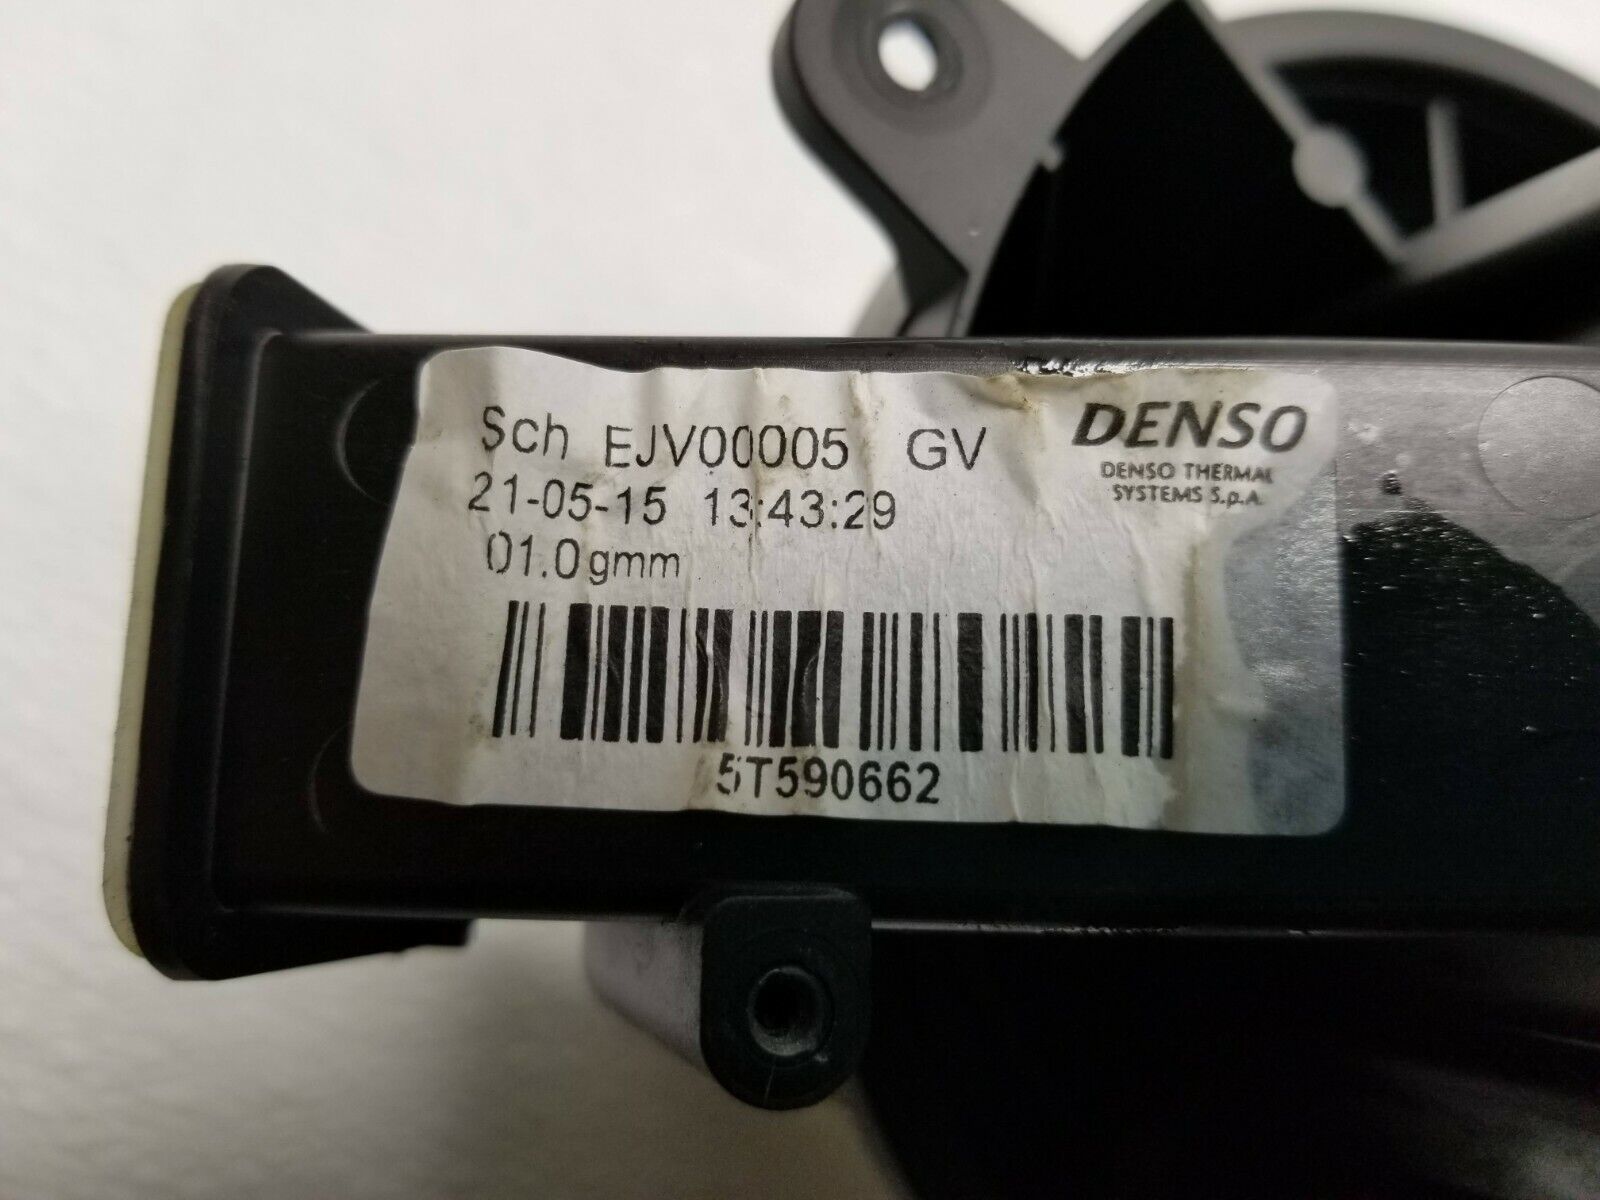 Sch EJV00005 GV
DENSO
DENSO THERMAL
SYSTEMS S.p.A.
21-05-15 13:43:29
01.0gmm
5T590662